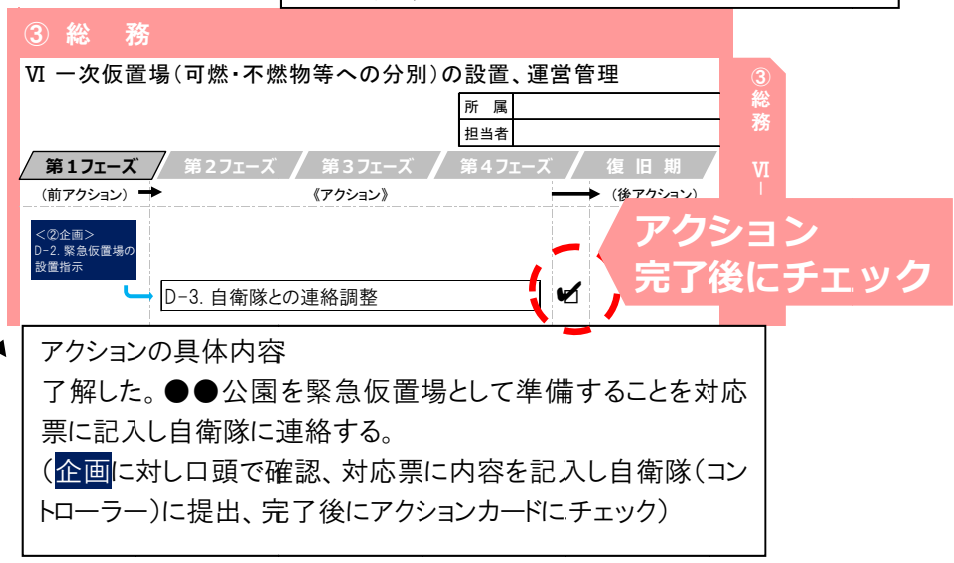 ③ 総　務
Ⅵ 一次仮置場(可燃・不燃物等への分別)の設置、運営管理
所　属
担当者
第１フェーズ
第２フェーズ
第３フェーズ
第４フェーズ
復 旧 期
(前アクション)
《アクション》
(後アクション)
＜②企画＞
D-2. 緊急仮置場の
設置指示
D-3. 自衛隊との連絡調整
アクション
完了後にチェック
③総務　Ⅵ－
アクションの具体内容
了解した。●●公園を緊急仮置場として準備することを対応
票に記入し自衛隊に連絡する。
(企画に対し口頭で確認、対応票に内容を記入し自衛隊(コン
トローラー)に提出、完了後にアクションカードにチェック)